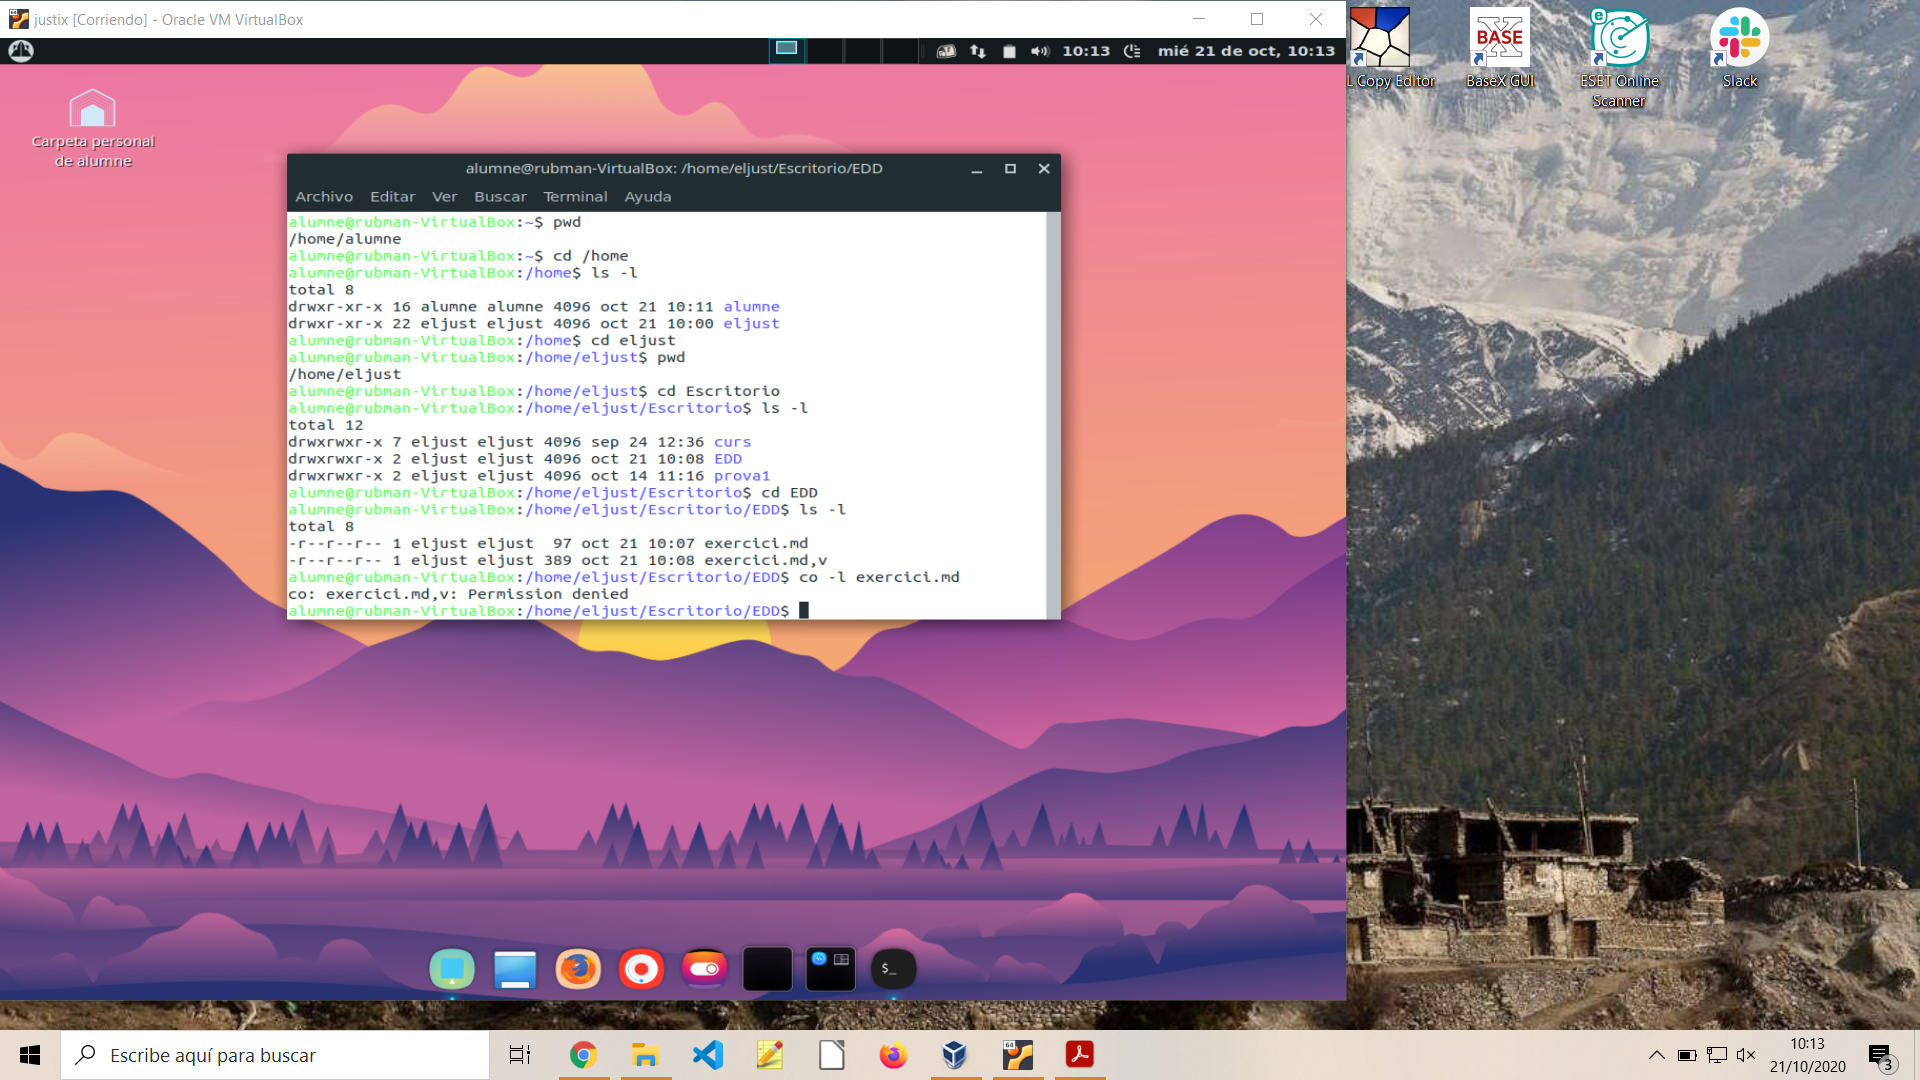 justix [Corriendo] - Oracle VM VirtualBox
10:13
mié 21 de oct, 10:13
Carpeta personal
de alumne
alumne@rubman-VirtualBox: /home/eljust/Escritorio/EDD
Archivo Editar Ver Buscar Terminal Ayuda
alumne@rubman-VirtualBox:~$ pwd
/home/alumne
alumne@rubman-VirtualBox:~$ cd /home
alumne@rubman-VirtualBox:/home$ ls -l
total 8
drwxr-xr-x 16 alumne alumne 4096 oct 21 10:11 alumne
drwxr-xr-x 22 eljust eljust 4096 oct 21 10:00 eljust
alumne@rubman-VirtualBox:/home$ cd eljust
alumne@rubman-VirtualBox:/home/eljust$ pwd
/home/eljust
alumne@rubman-VirtualBox:/home/eljust$ cd Escritorio
alumne@rubman-VirtualBox:/home/eljust/Escritorio$ ls -l
total 12
drwxrwxr-x 7 eljust eljust 4096 sep 24 12:36 curs
drwxrwxr-x 2 eljust eljust 4096 oct 21 10:08 EDD
drwxrwxr-x 2 eljust eljust 4096 oct 14 11:16 prova1
alumne@rubman-VirtualBox:/home/eljust/Escritorio$ cd EDD
alumne@rubman-VirtualBox:/home/eljust/Escritorio/EDD$ ls -l
total 8
-r--r--r-- 1 eljust eljust  97 oct 21 10:07 exercici.md
-r--r--r-- 1 eljust eljust 389 oct 21 10:08 exercici.md,v
alumne@rubman-VirtualBox:/home/eljust/Escritorio/EDD$ co -l exercici.md
co: exercici.md,v: Permission denied
alumne@rubman-VirtualBox:/home/eljust/Escritorio/EDD$
$_
L Copy Editor
BASE
X
BaseX GUI
e
ESET Online
Scanner
Slack
Escribe aquí para buscar
64
10:13
21/10/2020
3